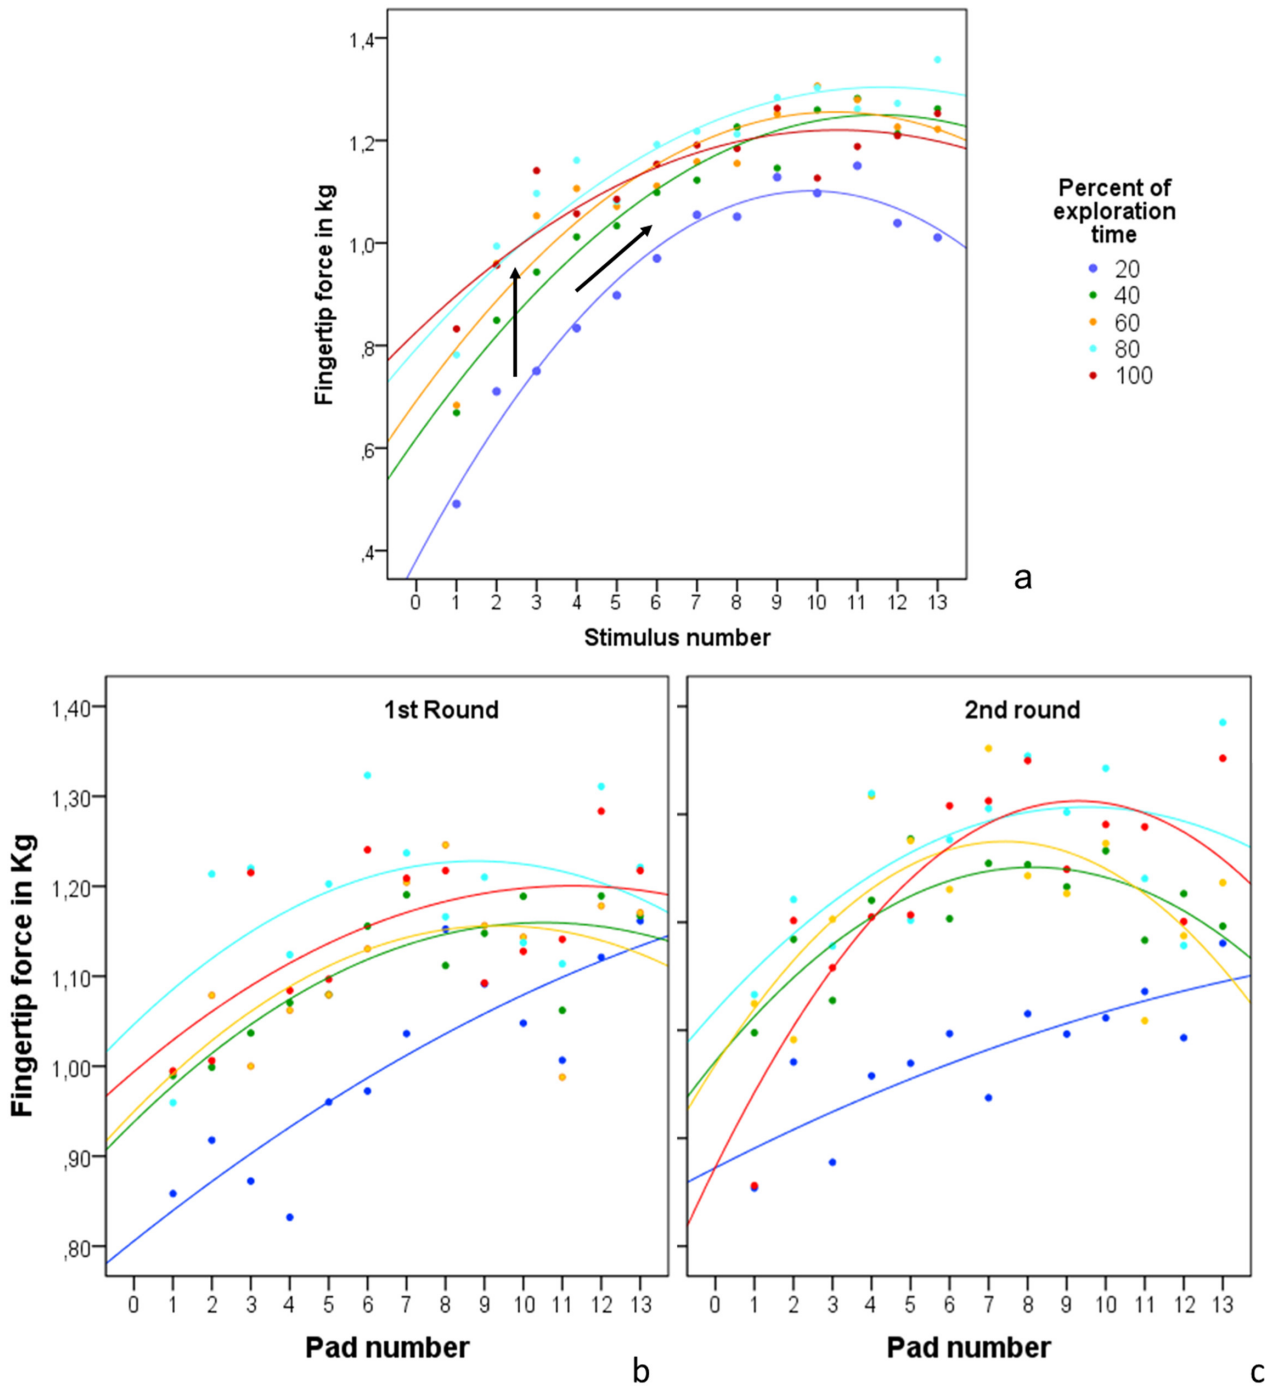 1,4
1,2
1,0
,8
,6
,4
Fingertip force in kg
0 1 2 3 4 5 6 7 8 9 10 11 12 13
Stimulus number
Percent of
exploration
time
20
40
60
80
100
a
1st Round
1,40
1,30
1,20
1,10
1,00
,90
,80
Fingertip force in Kg
0 1 2 3 4 5 6 7 8 9 10 11 12 13
Pad number
b
2nd round
0 1 2 3 4 5 6 7 8 9 10 11 12 13
Pad number
c